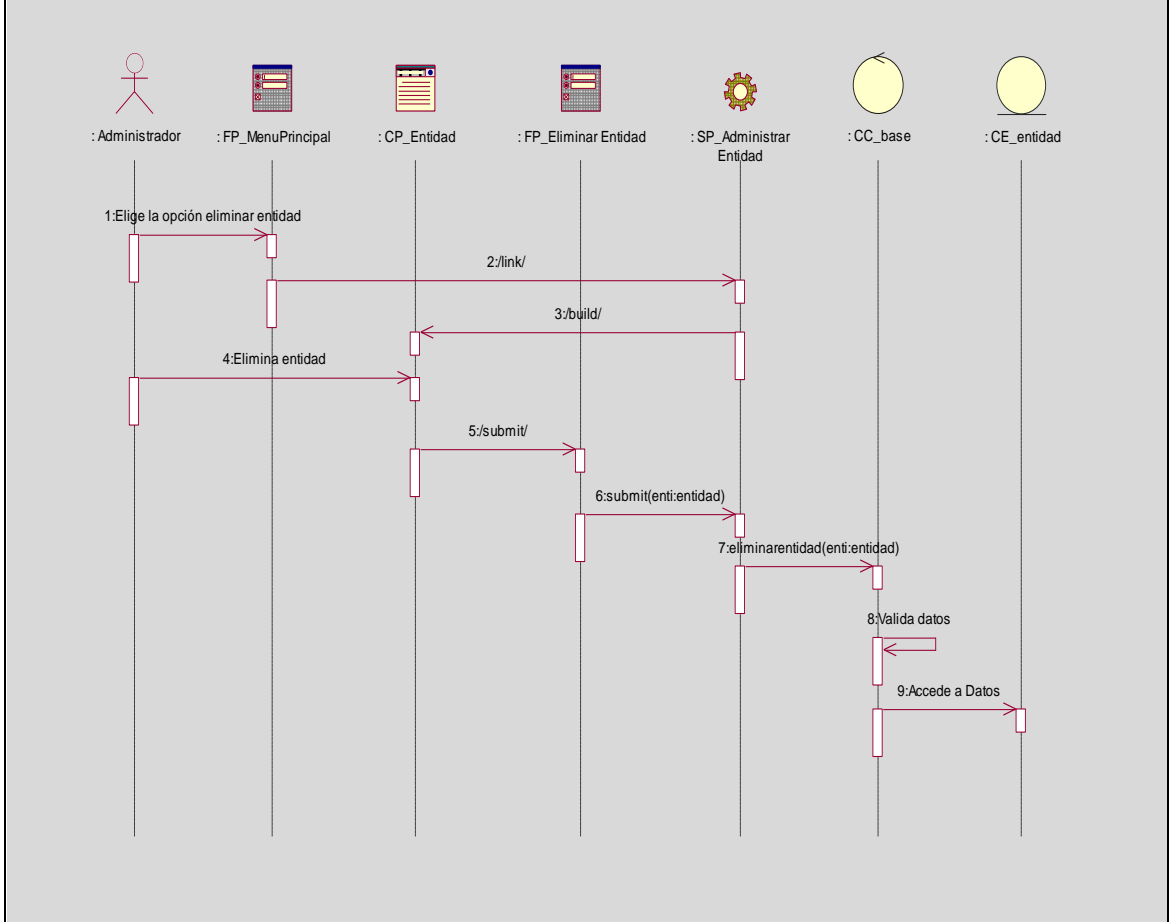 : Administrador
: FP_MenuPrincipal
: CP_Entidad
: FP_Eliminar Entidad
: SP_Administrar
Entidad
: CC_base
: CE_entidad
1:Elige la opción eliminar entidad
2:/link/
3:/build/
4:Elimina entidad
5:/submit/
6:submit(enti:entidad)
7:eliminarentidad(enti:entidad)
8:Valida datos
9:Accede a Datos